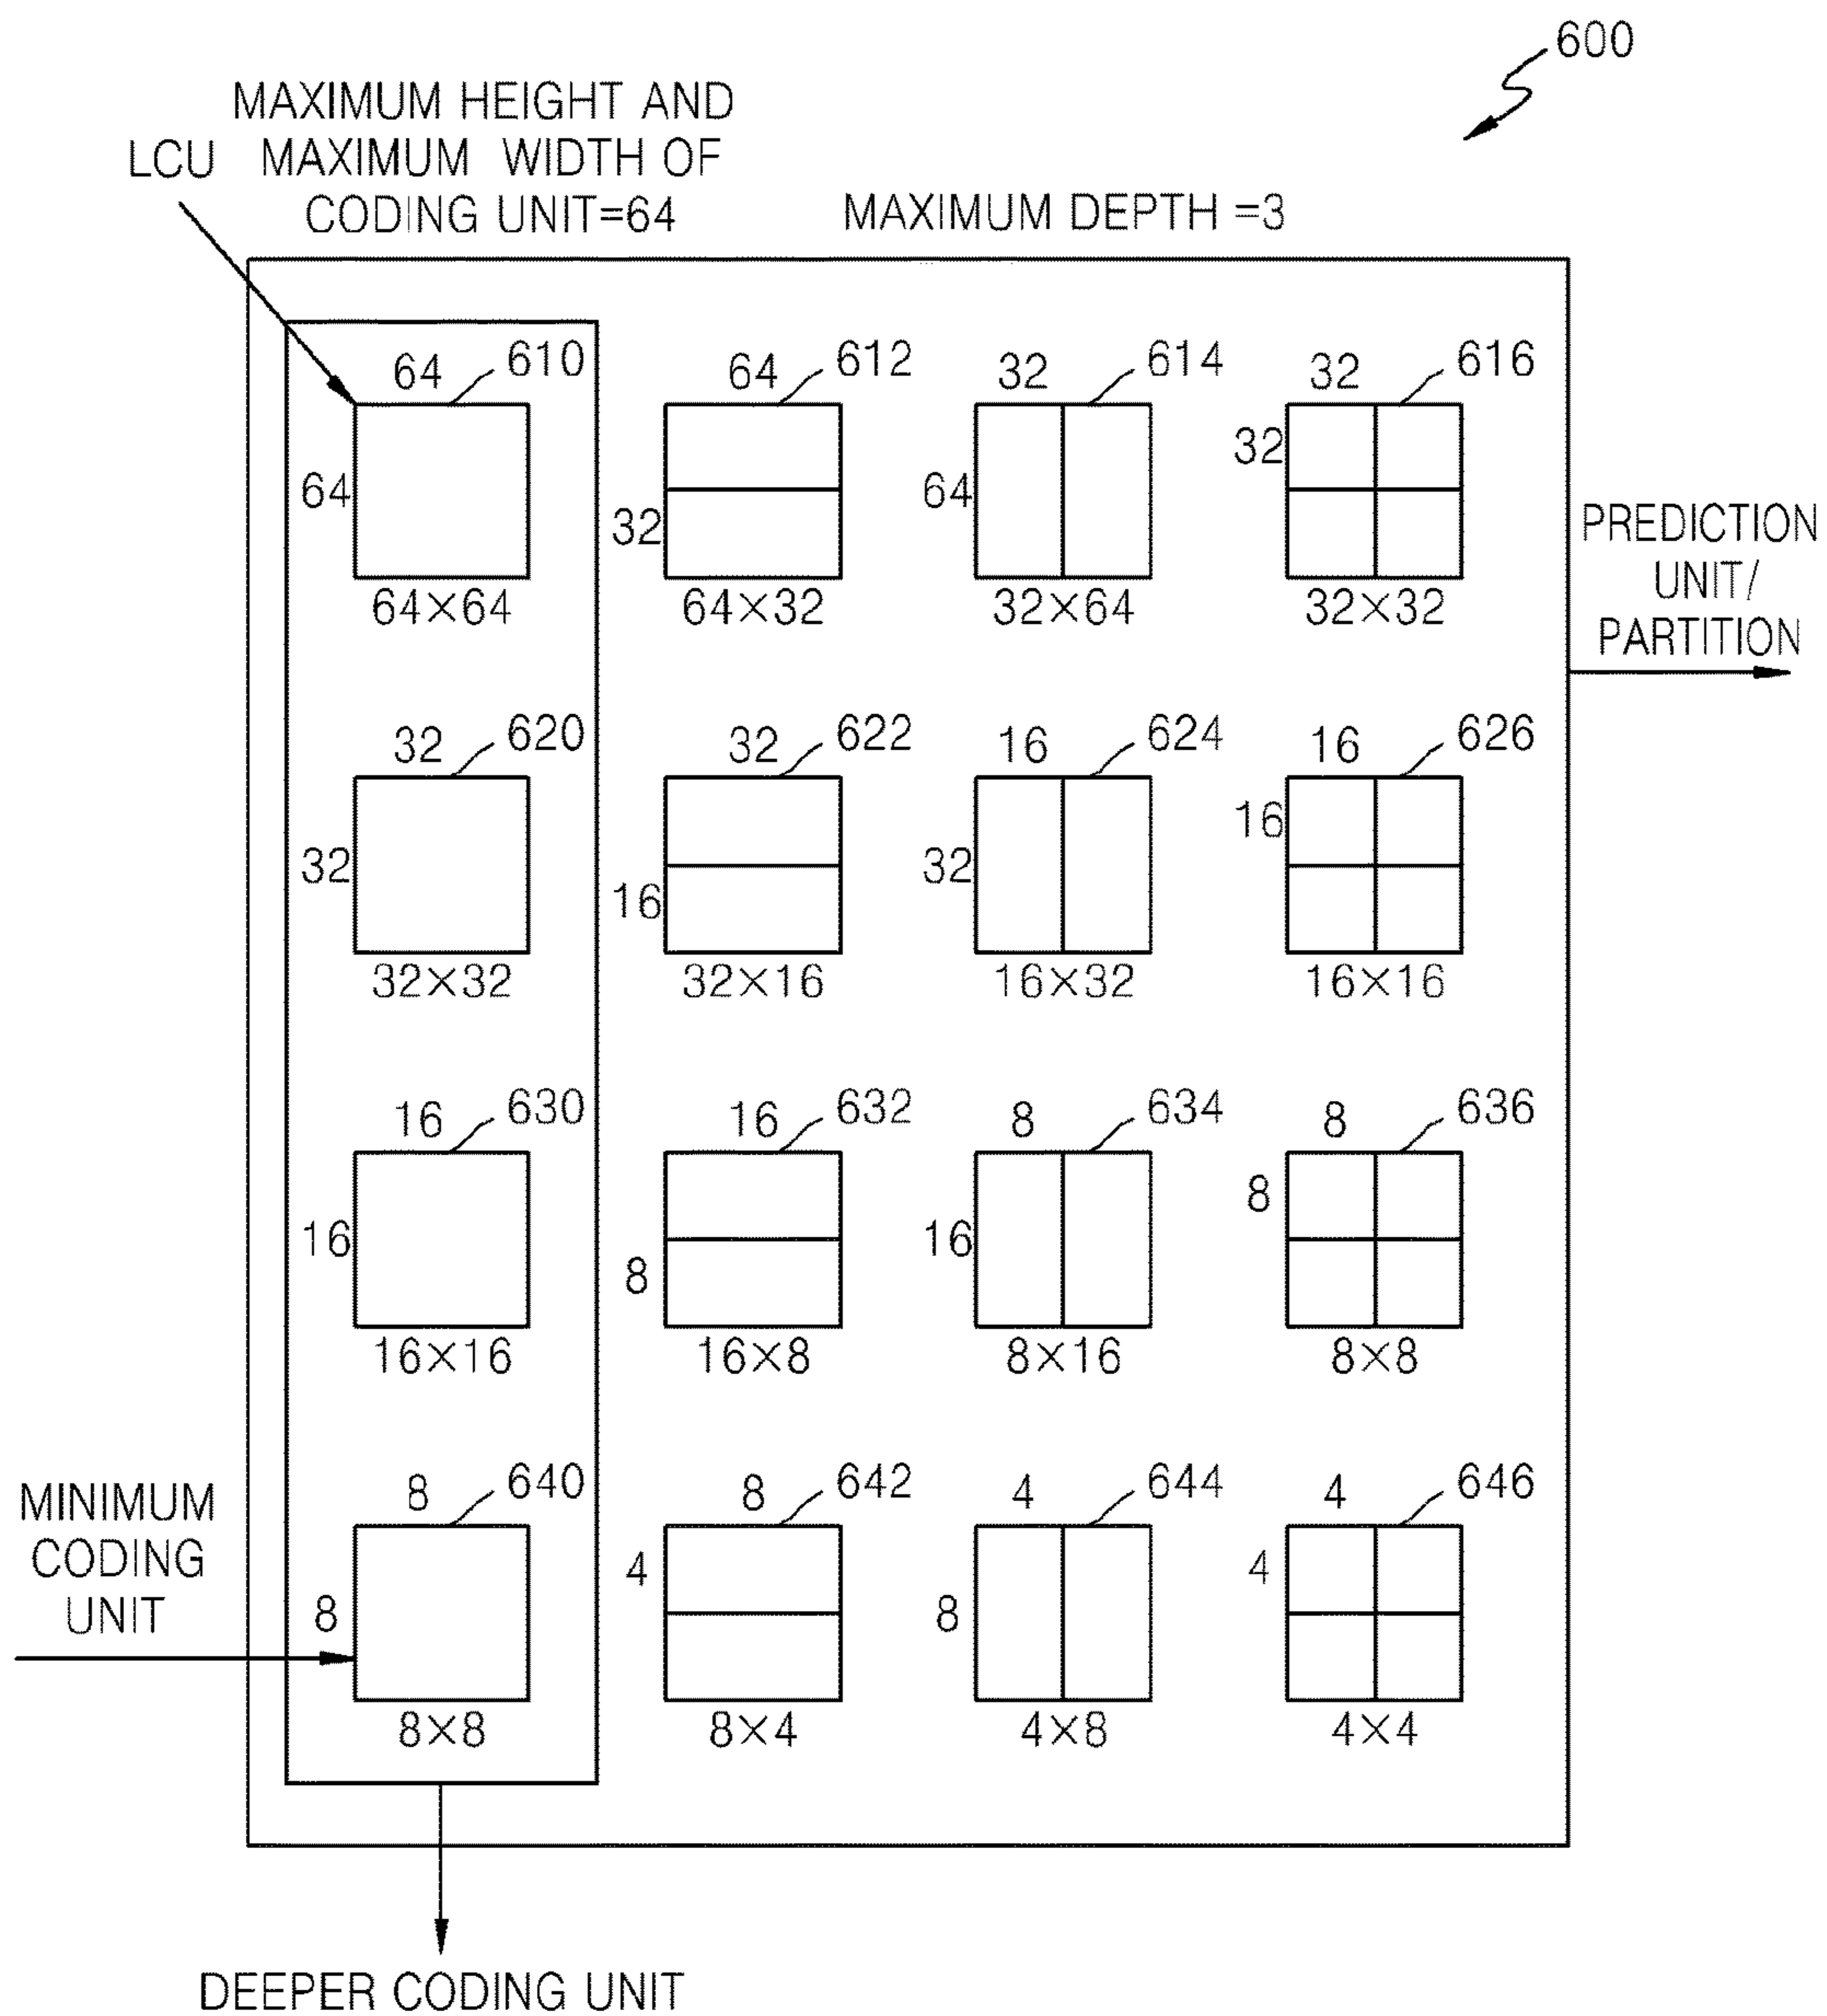 600
MAXIMUM HEIGHT AND
LCU MAXIMUM WIDTH OF
CODING UNIT=64 MAXIMUM DEPTH =3
64 610 64 612 32 614 32 616
64 32 64 32
64×64 64×32 32×64 32×32
PREDICTION
UNIT/
PARTITION
32 620 32 622 16 624 16 626
32 16 32 16
32×32 32×16 16×32 16×16
16 630 16 632 8 634 8 636
16 8 16 8
16×16 16×8 8×16 8×8
MINIMUM
CODING
UNIT
8 640 8 642 4 644 4 646
8 4 8 4
8×8 8×4 4×8 4×4
DEEPER CODING UNIT